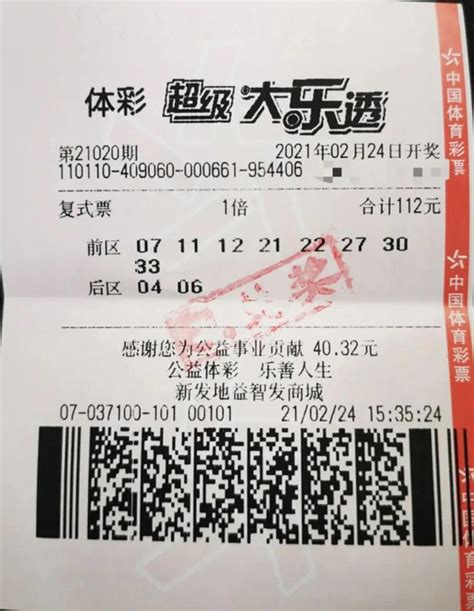 体彩 超级大乐透
第21020期 2021年02月24日开奖
110110-409060-000661-954406
复式票 1倍 合计112元
前区 07 11 12 21 22 27 30
33
后区 04 06
感谢您为公益事业贡献 40.32元
公益体彩 乐善人生
新发地益智发商城
07-037100-101 00101 21/02/24 15:35:24
中国体育彩票
中国体育彩票